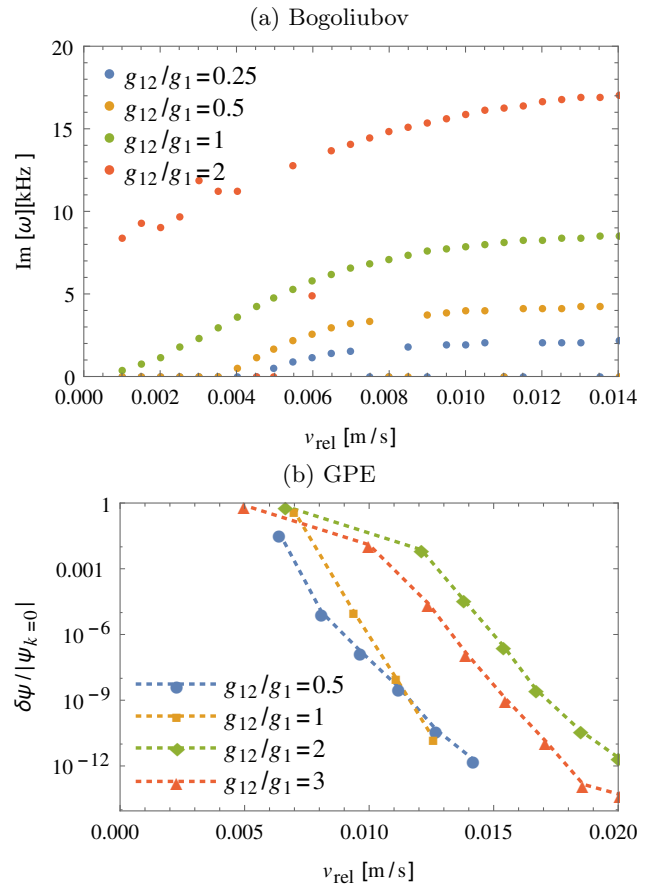 (a) Bogoliubov
20
15
10
5
0
Im [ω][kHz]
g12/g1=0.25
g12/g1=0.5
g12/g1=1
g12/g1=2
0.000 0.002 0.004 0.006 0.008 0.010 0.012 0.014
vrel [m/s]
(b) GPE
1
0.001
10^-6
10^-9
10^-12
δψ/|ψk=0|
g12/g1=0.5
g12/g1=1
g12/g1=2
g12/g1=3
0.000 0.005 0.010 0.015 0.020
vrel [m/s]